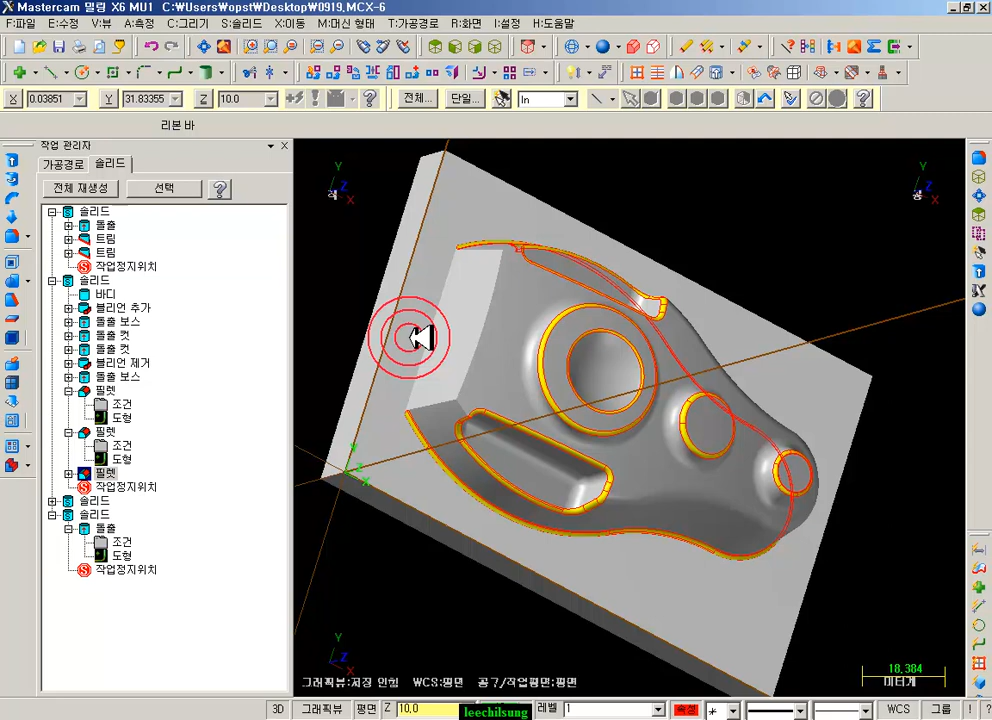 Mastercam 밀링 X6 MU1 C:₩Users₩opst₩Desktop₩0919.MCX-6
F:파일 E:수정 V:뷰 A:측정 C:그리기 S:솔리드 X:이동 M:머신 형태 T:가공경로 R:화면 I:설정 H:도움말
X 0.03851 Y 31.83355 Z 10.0 전체... 단일... In
리본 바
작업 관리자
가공경로 솔리드
전체 재생성 선택
솔리드
돌출
트림
트림
작업정지위치
솔리드
바디
불리언 추가
돌출 보스
돌출 컷
돌출 컷
불리언 제거
돌출 보스
필렛
조건
도형
필렛
조건
도형
필렛
작업정지위치
솔리드
솔리드
돌출
조건
도형
작업정지위치
Y
Z
X
Y
Z
X
Y
Z
X
Y
Z
X
18.384
미터계
그래픽뷰:저장 안힘 WCS:평면 공구/작업평면:평면
3D 그래픽뷰 평면 Z 10.0 레벨 1 속성 WCS 그룹
leechilsung